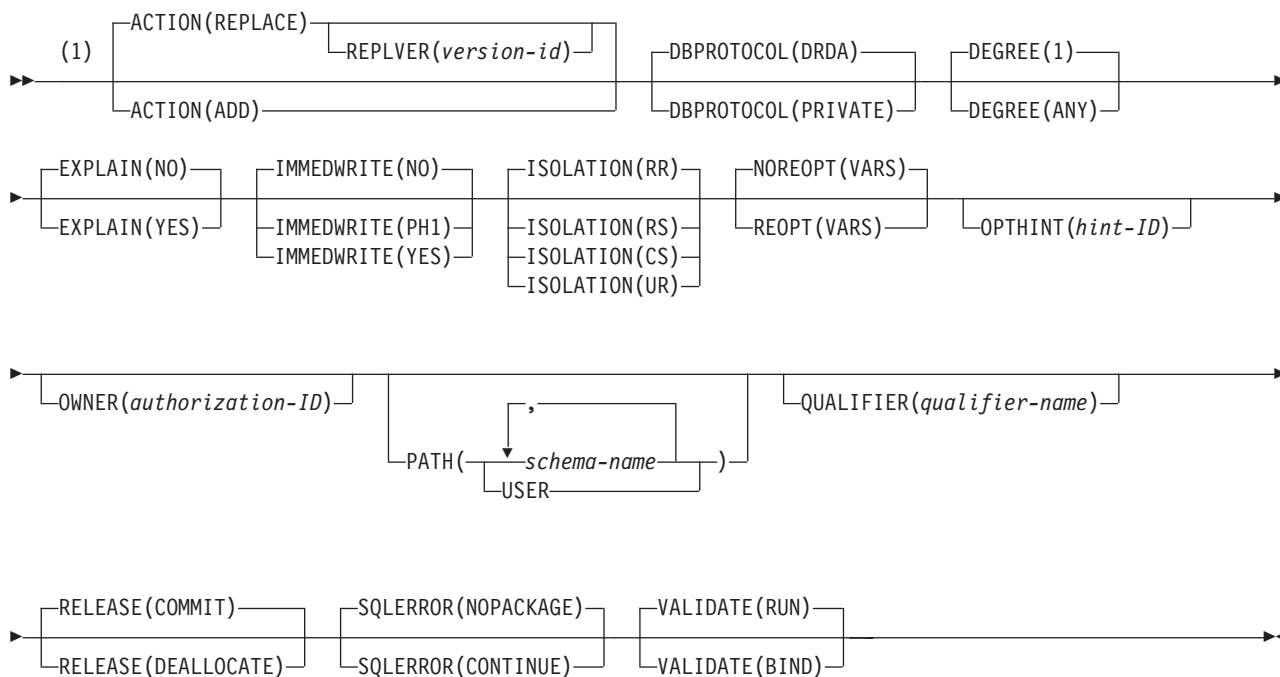 ACTION(REPLACE)
(1) REPLVER(version-id) DBPROTOCOL(DRDA) DEGREE(1)
ACTION(ADD) DBPROTOCOL(PRIVATE) DEGREE(ANY)
EXPLAIN(NO) IMMEDWRITE(NO) ISOLATION(RR) NOREOPT(VARS)
EXPLAIN(YES) IMMEDWRITE(PH1) ISOLATION(RS) REOPT(VARS) OPTHINT(hint-ID)
IMMEDWRITE(YES) ISOLATION(CS)
ISOLATION(UR)
OWNER(authorization-ID) , QUALIFIER(qualifier-name)
PATH( schema-name )
USER
RELEASE(COMMIT) SQLERROR(NOPACKAGE) VALIDATE(RUN)
RELEASE(DEALLOCATE) SQLERROR(CONTINUE) VALIDATE(BIND)